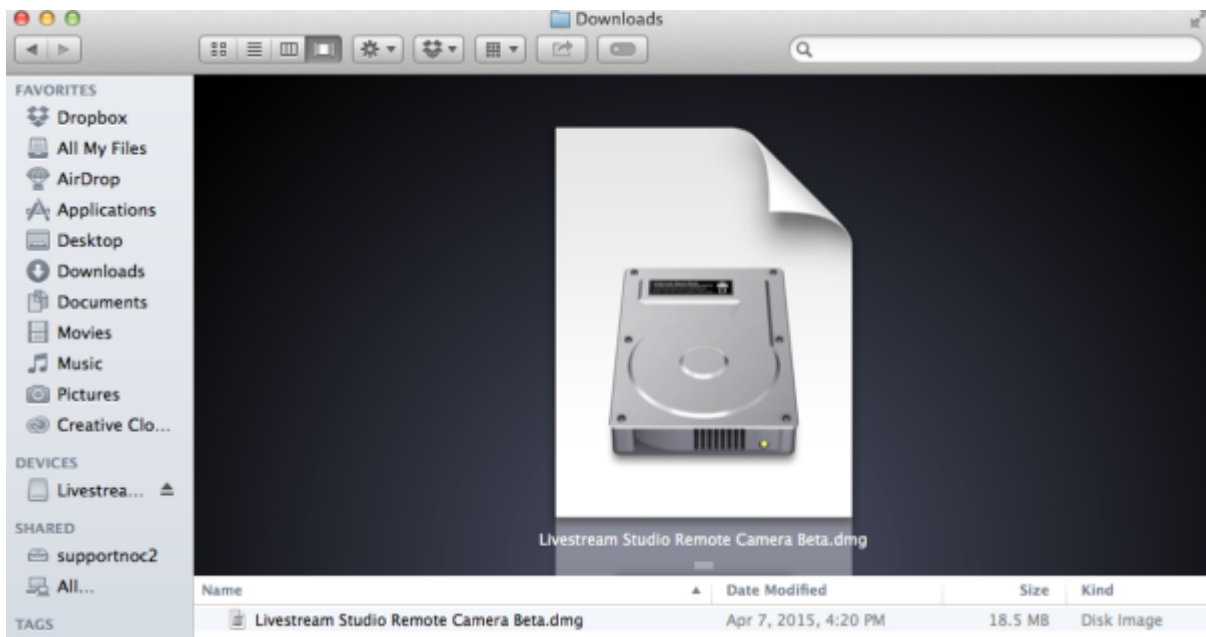 Downloads
FAVORITES
Dropbox
All My Files
AirDrop
Applications
Desktop
Downloads
Documents
Movies
Music
Pictures
Creative Clo...
DEVICES
Livestrea...
SHARED
supportnoc2
All...
TAGS
Livestream Studio Remote Camera Beta.dmg
Name Date Modified Size Kind
Livestream Studio Remote Camera Beta.dmg Apr 7, 2015, 4:20 PM 18.5 MB Disk Image